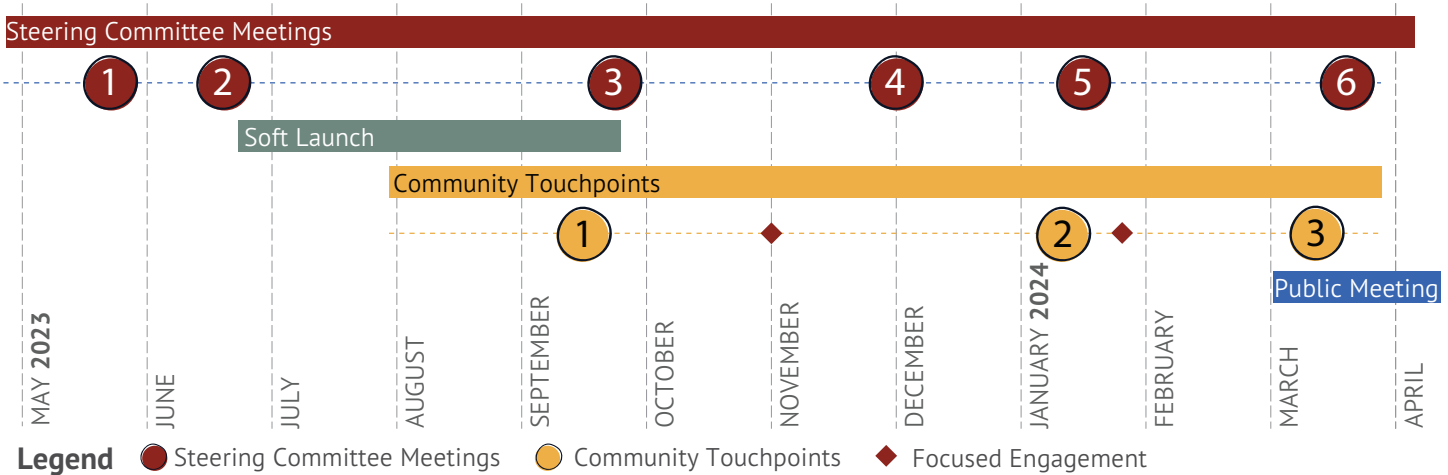 Steering Committee Meetings
1 2 3 4 5 6
Soft Launch
Community Touchpoints
1 2 3
Public Meeting
MAY 2023
JUNE
JULY
AUGUST
SEPTEMBER
OCTOBER
NOVEMBER
DECEMBER
JANUARY 2024
FEBRUARY
MARCH
APRIL
Legend Steering Committee Meetings Community Touchpoints Focused Engagement